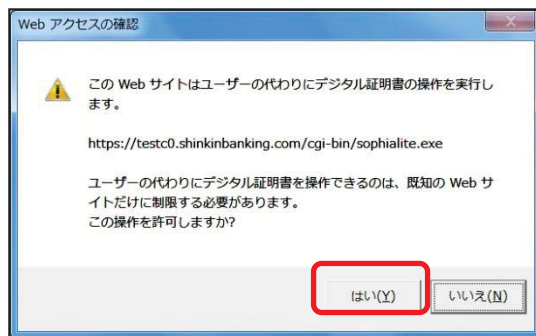 Web アクセスの確認
この Web サイトはユーザーの代わりにデジタル証明書の操作を実行し
ます。
https://testc0.shinkinbanking.com/cgi-bin/sophialite.exe
ユーザーの代わりにデジタル証明書を操作できるのは、既知の Web サ
イトだけに制限する必要があります。
この操作を許可しますか?
はい(Y) いいえ(N)